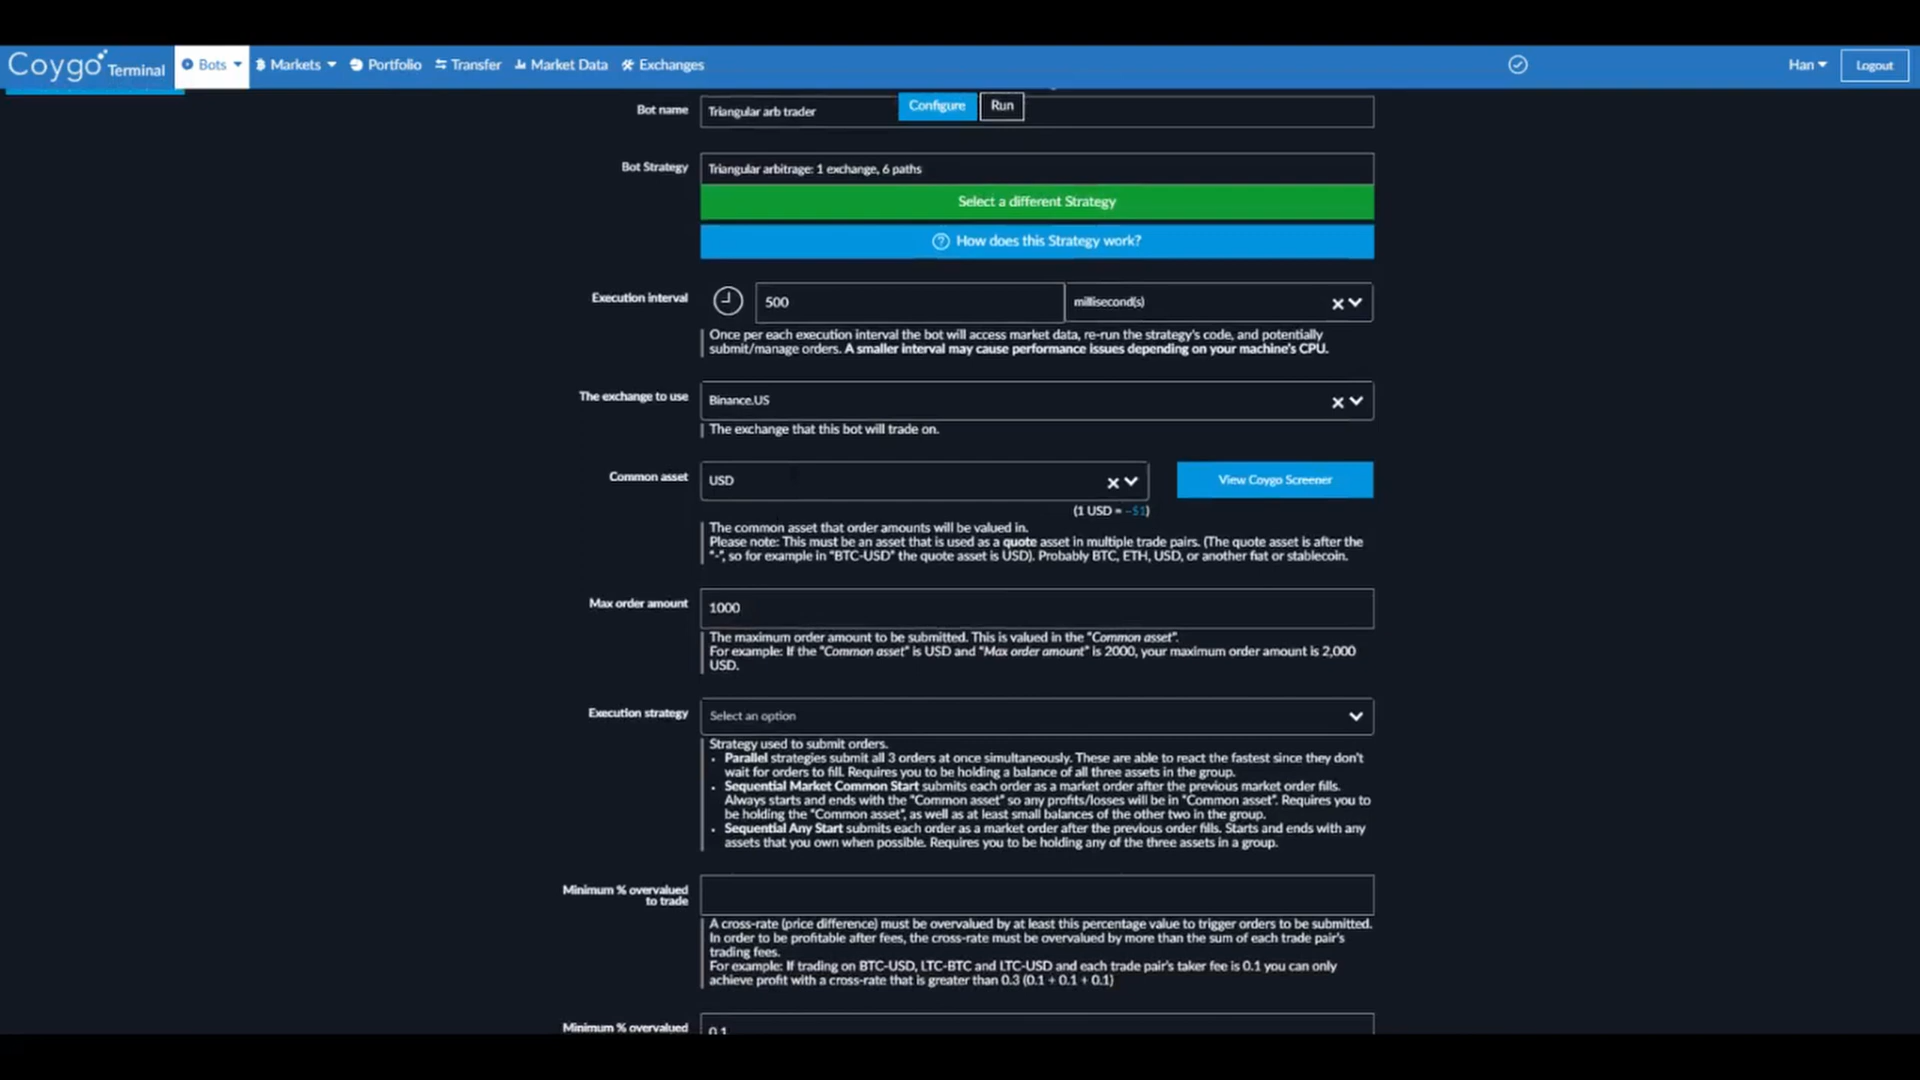 Coygo Terminal Bots Markets Portfolio Transfer Market Data Exchanges Han Logout
Configure Run
Bot name Triangular arb trader
Bot Strategy Triangular arbitrage: 1 exchange, 6 paths
Select a different Strategy
How does this Strategy work?
Execution interval 500 millisecond(s)
Once per each execution interval the bot will access market data, re-run the strategy's code, and potentially
submit/manage orders. A smaller interval may cause performance issues depending on your machine's CPU.
The exchange to use Binance.US
The exchange that this bot will trade on.
Common asset USD View Coygo Screener
(1 USD = ~$1)
The common asset that order amounts will be valued in.
Please note: This must be an asset that is used as a quote asset in multiple trade pairs. (The quote asset is after the
"-", so for example in "BTC-USD" the quote asset is USD). Probably BTC, ETH, USD, or another fiat or stablecoin.
Max order amount 1000
The maximum order amount to be submitted. This is valued in the "Common asset".
For example: If the "Common asset" is USD and "Max order amount" is 2000, your maximum order amount is 2,000
USD.
Execution strategy Select an option
Strategy used to submit orders.
• Parallel strategies submit all 3 orders at once simultaneously. These are able to react the fastest since they don't
wait for orders to fill. Requires you to be holding a balance of all three assets in the group.
• Sequential Market Common Start submits each order as a market order after the previous market order fills.
Always starts and ends with the "Common asset" so any profits/losses will be in "Common asset". Requires you to
be holding the "Common asset", as well as at least small balances of the other two in the group.
• Sequential Any Start submits each order as a market order after the previous order fills. Starts and ends with any
assets that you own when possible. Requires you to be holding any of the three assets in a group.
Minimum % overvalued
to trade
A cross-rate (price difference) must be overvalued by at least this percentage value to trigger orders to be submitted.
In order to be profitable after fees, the cross-rate must be overvalued by more than the sum of each trade pair's
trading fees.
For example: If trading on BTC-USD, LTC-BTC and LTC-USD and each trade pair's taker fee is 0.1 you can only
achieve profit with a cross-rate that is greater than 0.3 (0.1 + 0.1 + 0.1)
Minimum % overvalued 0.1